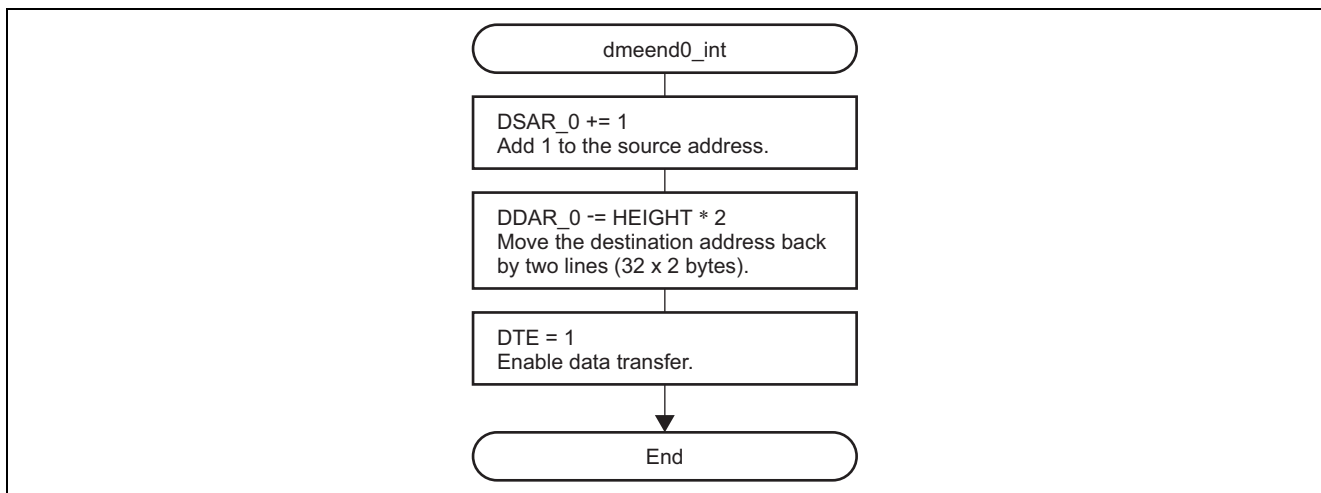 dmeend0_int
DSAR_0 += 1
Add 1 to the source address.
DDAR_0 -= HEIGHT * 2
Move the destination address back
by two lines (32 x 2 bytes).
DTE = 1
Enable data transfer.
End